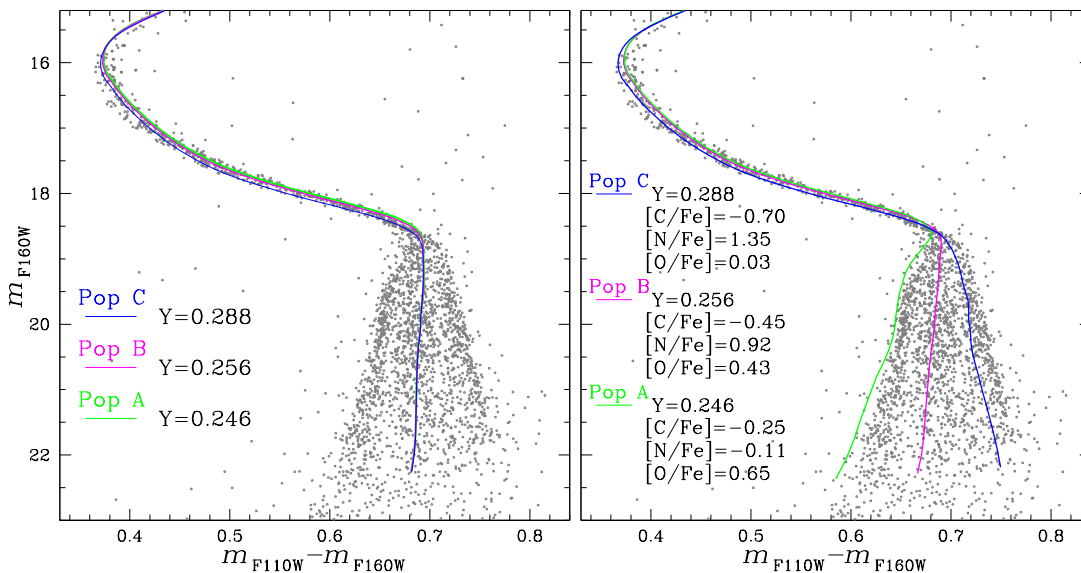 16
18
20
22
m_F160W
Pop C
Y=0.288
Pop B
Y=0.256
Pop A
Y=0.246
0.4 0.5 0.6 0.7 0.8
m_F110W−m_F160W
Pop C
Y=0.288
[C/Fe]=−0.70
[N/Fe]=1.35
[O/Fe]=0.03
Pop B
Y=0.256
[C/Fe]=−0.45
[N/Fe]=0.92
[O/Fe]=0.43
Pop A
Y=0.246
[C/Fe]=−0.25
[N/Fe]=−0.11
[O/Fe]=0.65
0.4 0.5 0.6 0.7 0.8
m_F110W−m_F160W